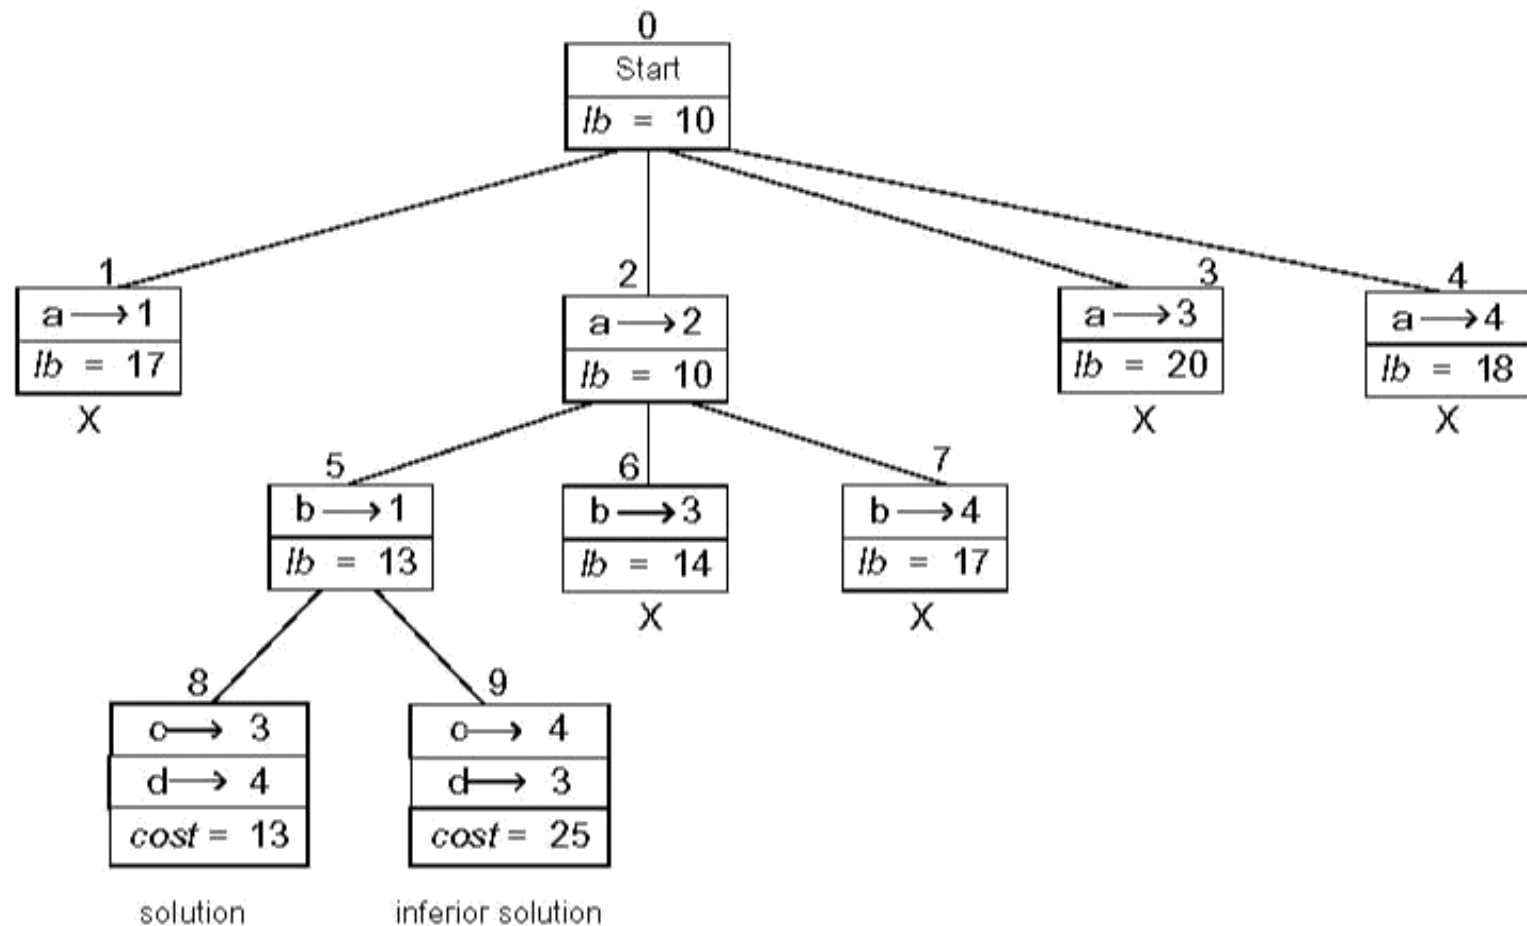 0
Start
lb = 10
1
a⟶1
lb = 17
X
2
a⟶2
lb = 10
3
a⟶3
lb = 20
X
4
a⟶4
lb = 18
X
5
b⟶1
lb = 13
6
b⟶3
lb = 14
X
7
b⟶4
lb = 17
X
8
c⟶ 3
d⟶ 4
cost = 13
solution
9
c⟶ 4
d⟶ 3
cost = 25
inferior solution